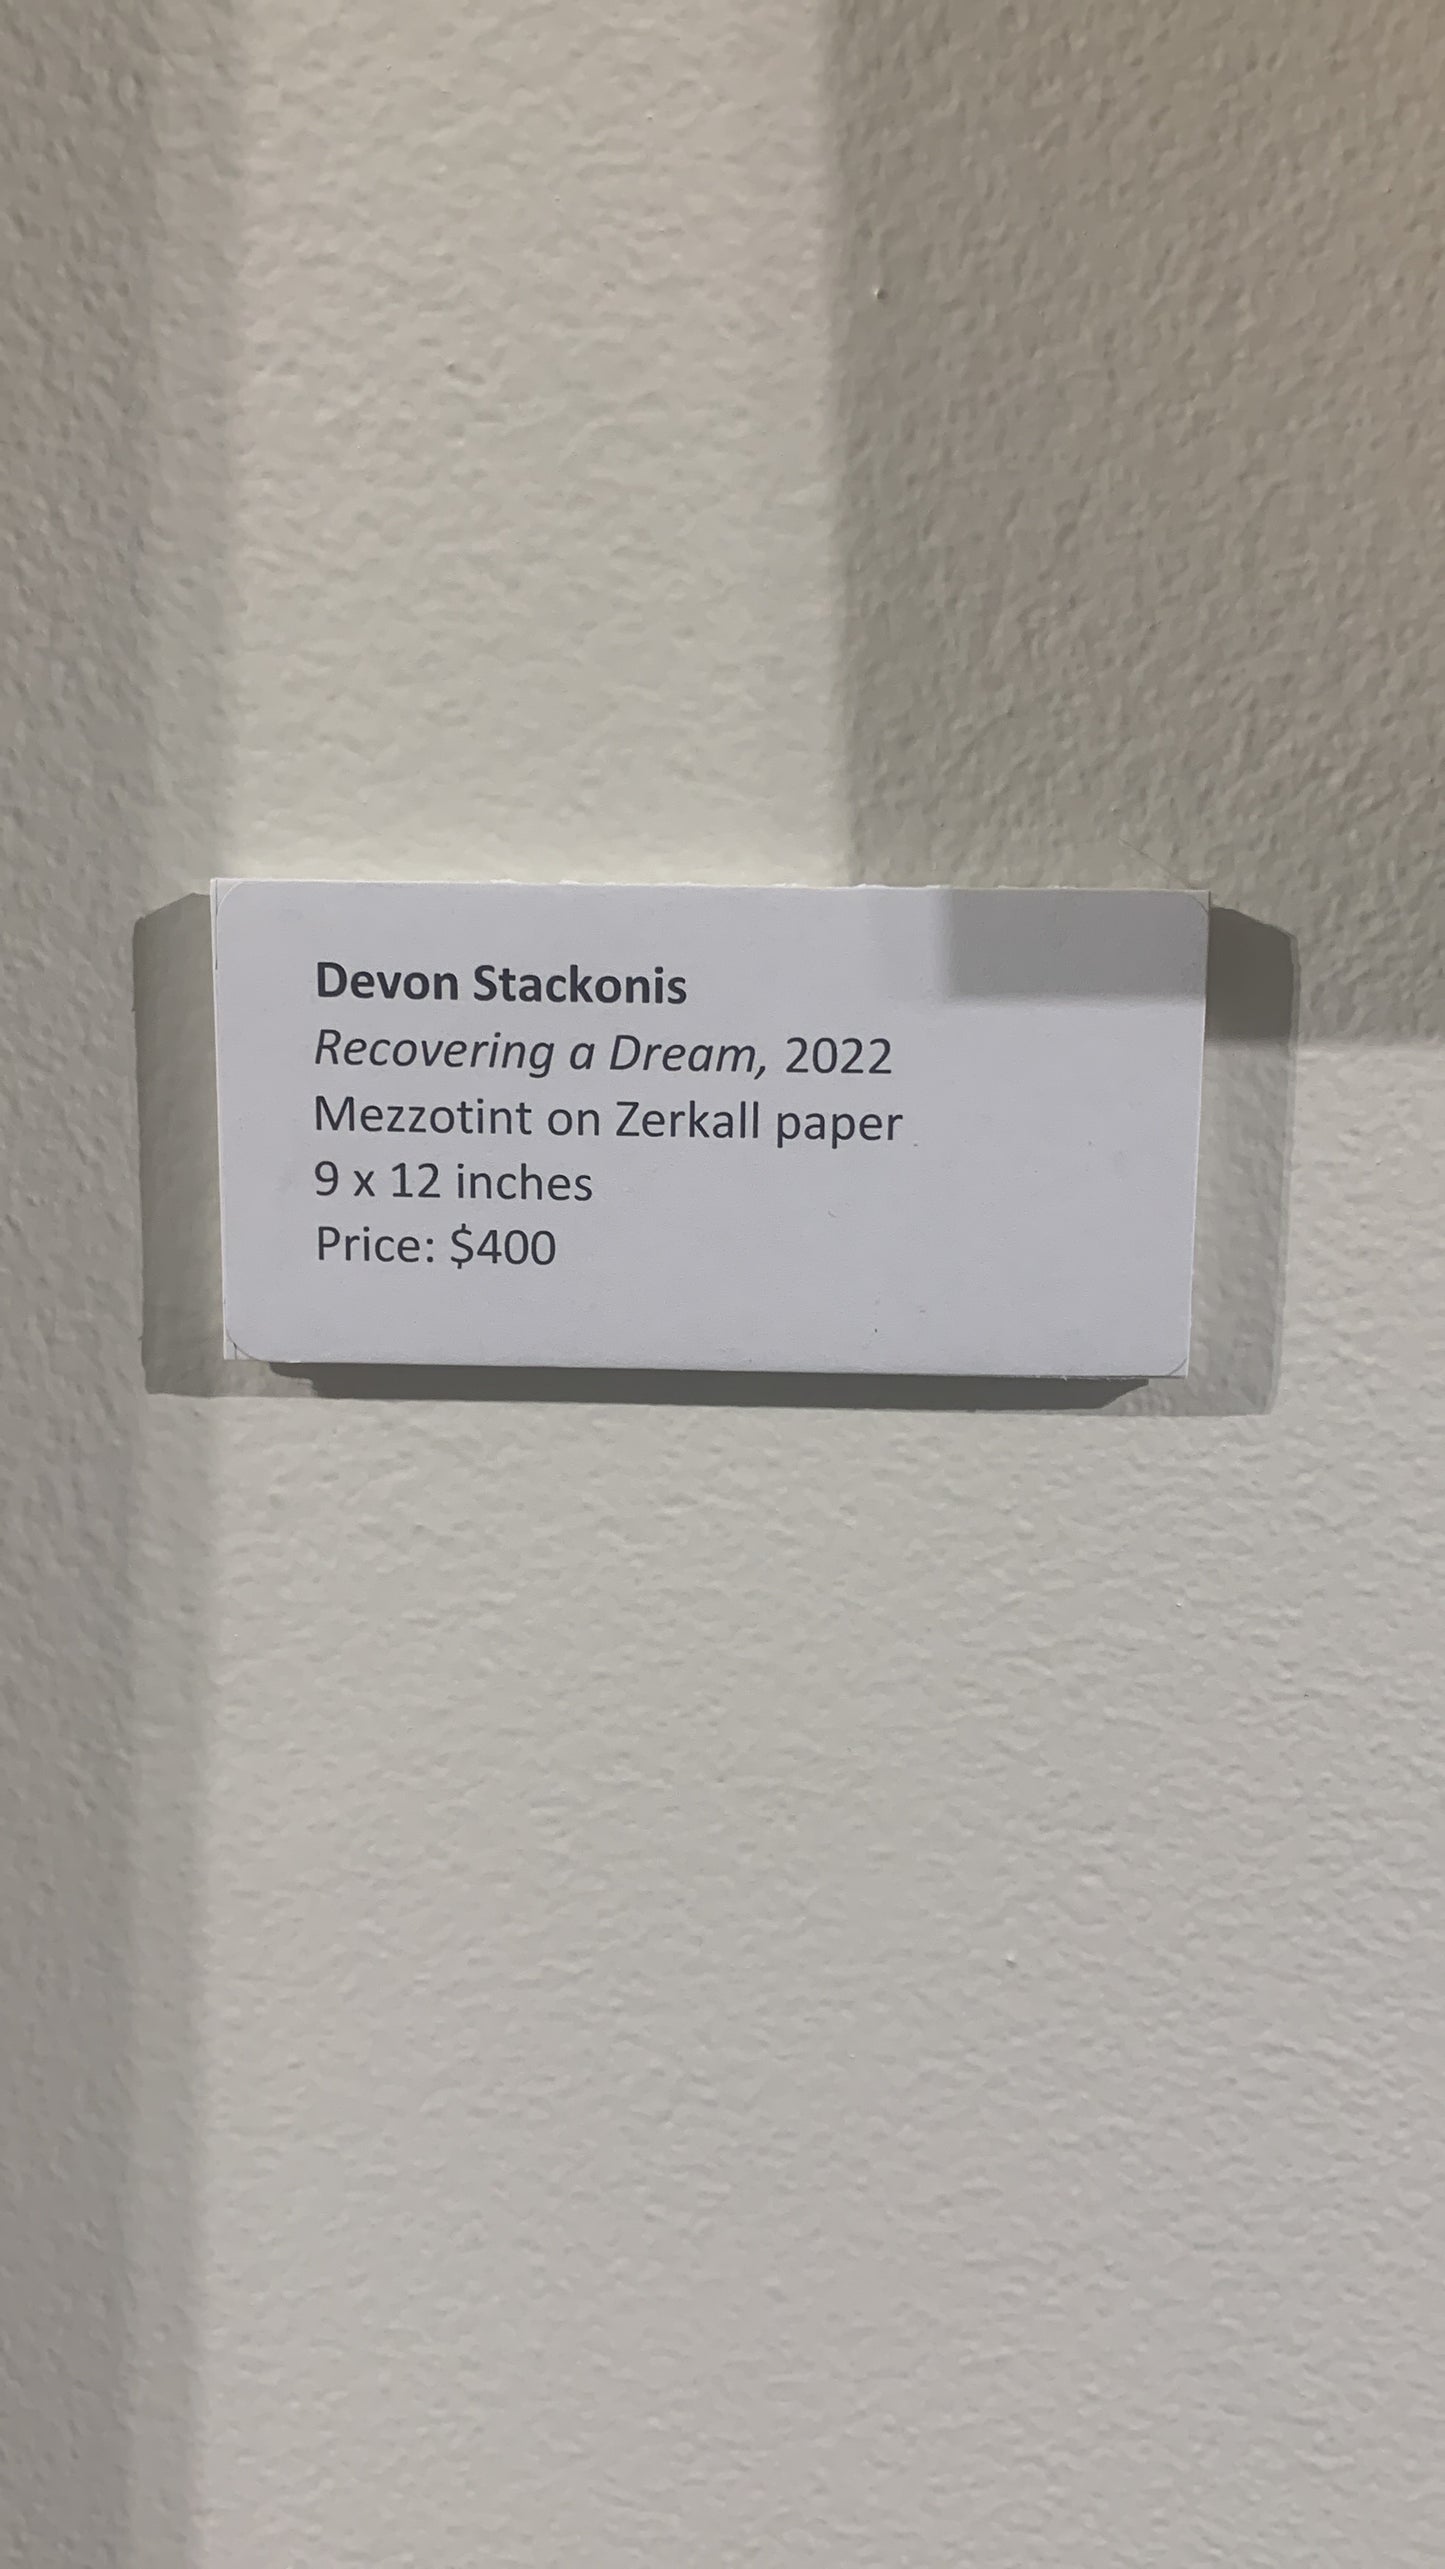 Devon Stackonis
Recovering a Dream, 2022
Mezzotint on Zerkall paper
9 x 12 inches
Price: $400